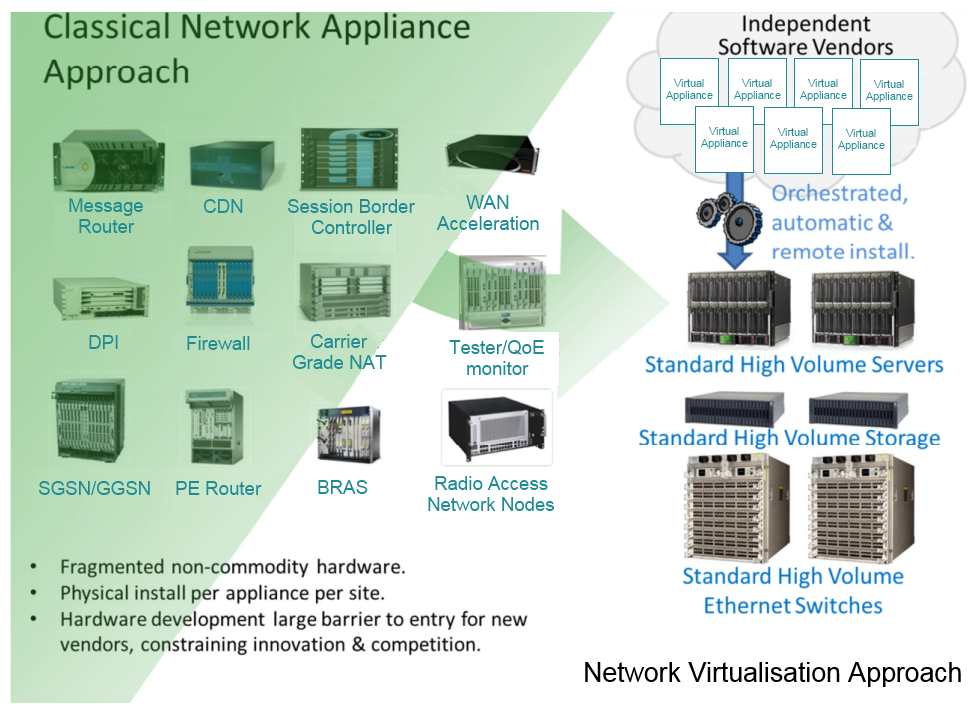 Classical Network Appliance
Approach
Message
Router
CDN
Session Border
Controller
WAN
Acceleration
DPI
Firewall
Carrier
Grade NAT
Tester/QoE
monitor
SGSN/GGSN
PE Router
BRAS
Radio Access
Network Nodes
• Fragmented non-commodity hardware.
• Physical install per appliance per site.
• Hardware development large barrier to entry for new
vendors, constraining innovation & competition.
Independent
Software Vendors
Virtual
Appliance
Virtual
Appliance
Virtual
Appliance
Virtual
Appliance
Virtual
Appliance
Virtual
Appliance
Virtual
Appliance
Orchestrated,
automatic &
remote install.
Standard High Volume Servers
Standard High Volume Storage
Standard High Volume
Ethernet Switches
Network Virtualisation Approach